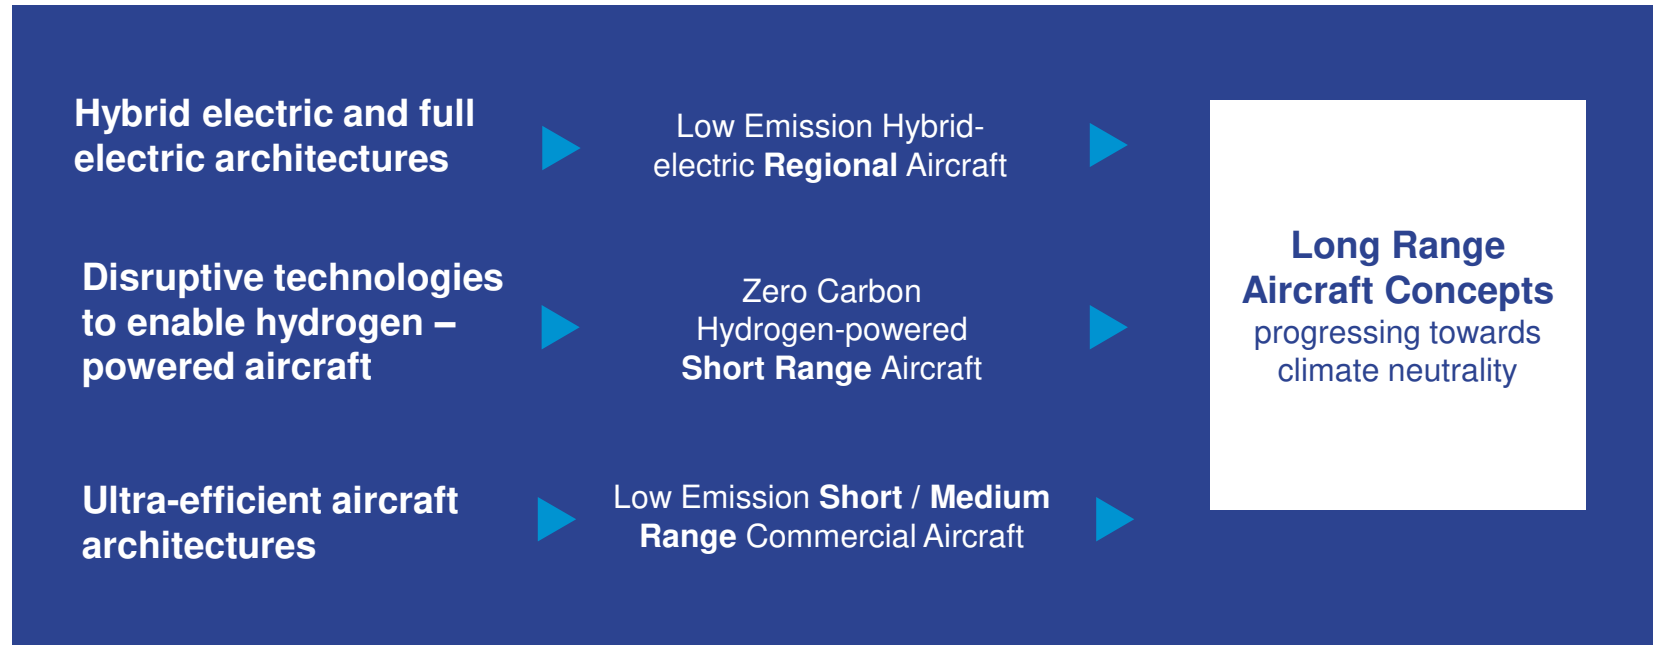 Hybrid electric and full
electric architectures
Low Emission Hybrid-
electric Regional Aircraft
Disruptive technologies
to enable hydrogen –
powered aircraft
Zero Carbon
Hydrogen-powered
Short Range Aircraft
Ultra-efficient aircraft
architectures
Low Emission Short / Medium
Range Commercial Aircraft
Long Range
Aircraft Concepts
progressing towards
climate neutrality